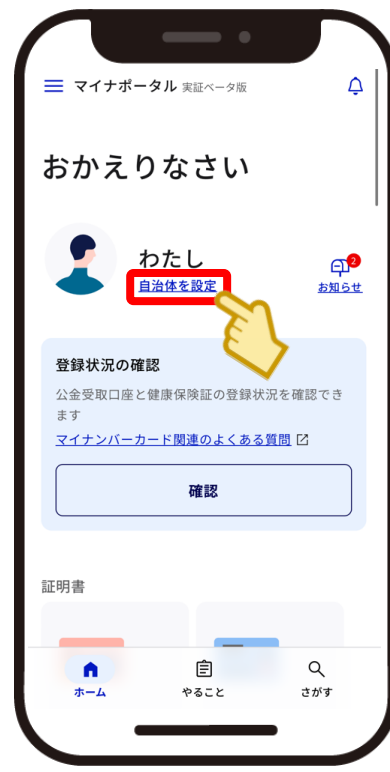 マイナポータル 実証ベータ版
おかえりなさい
わたし
自治体を設定
2
お知らせ
登録状況の確認
公金受取口座と健康保険証の登録状況を確認でき
ます
マイナンバーカード関連のよくある質問
確認
証明書
ホーム
やること
さがす